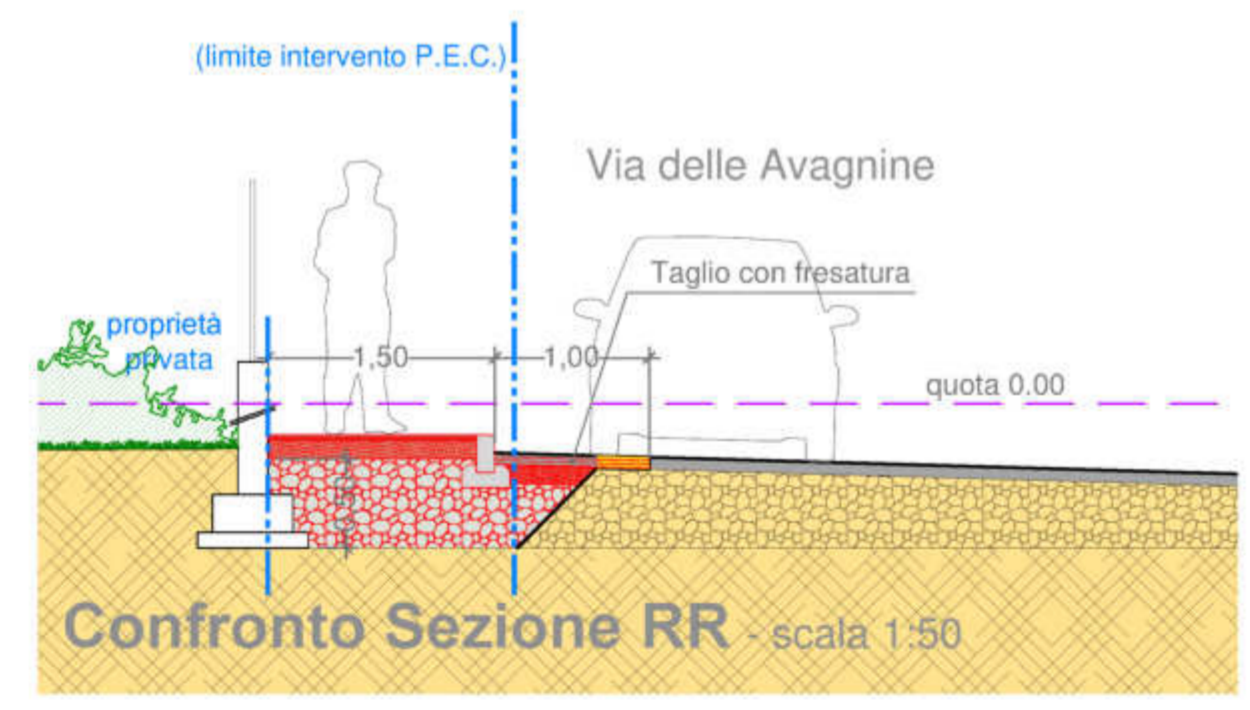 (limite intervento P.E.C.)
Via delle Avagnine
Taglio con fresatura
proprietà
privata
1,50
1,00
quota 0.00
Confronto Sezione RR - scala 1:50